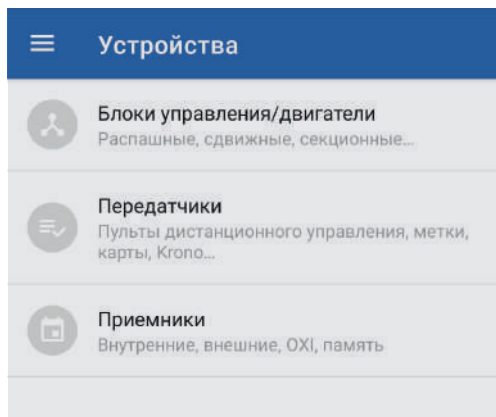 Устройства
Блоки управления/двигатели
Распашные, сдвижные, секционные...
Передатчики
Пульты дистанционного управления, метки,
карты, Krono...
Приемники
Внутренние, внешние, OXI, память